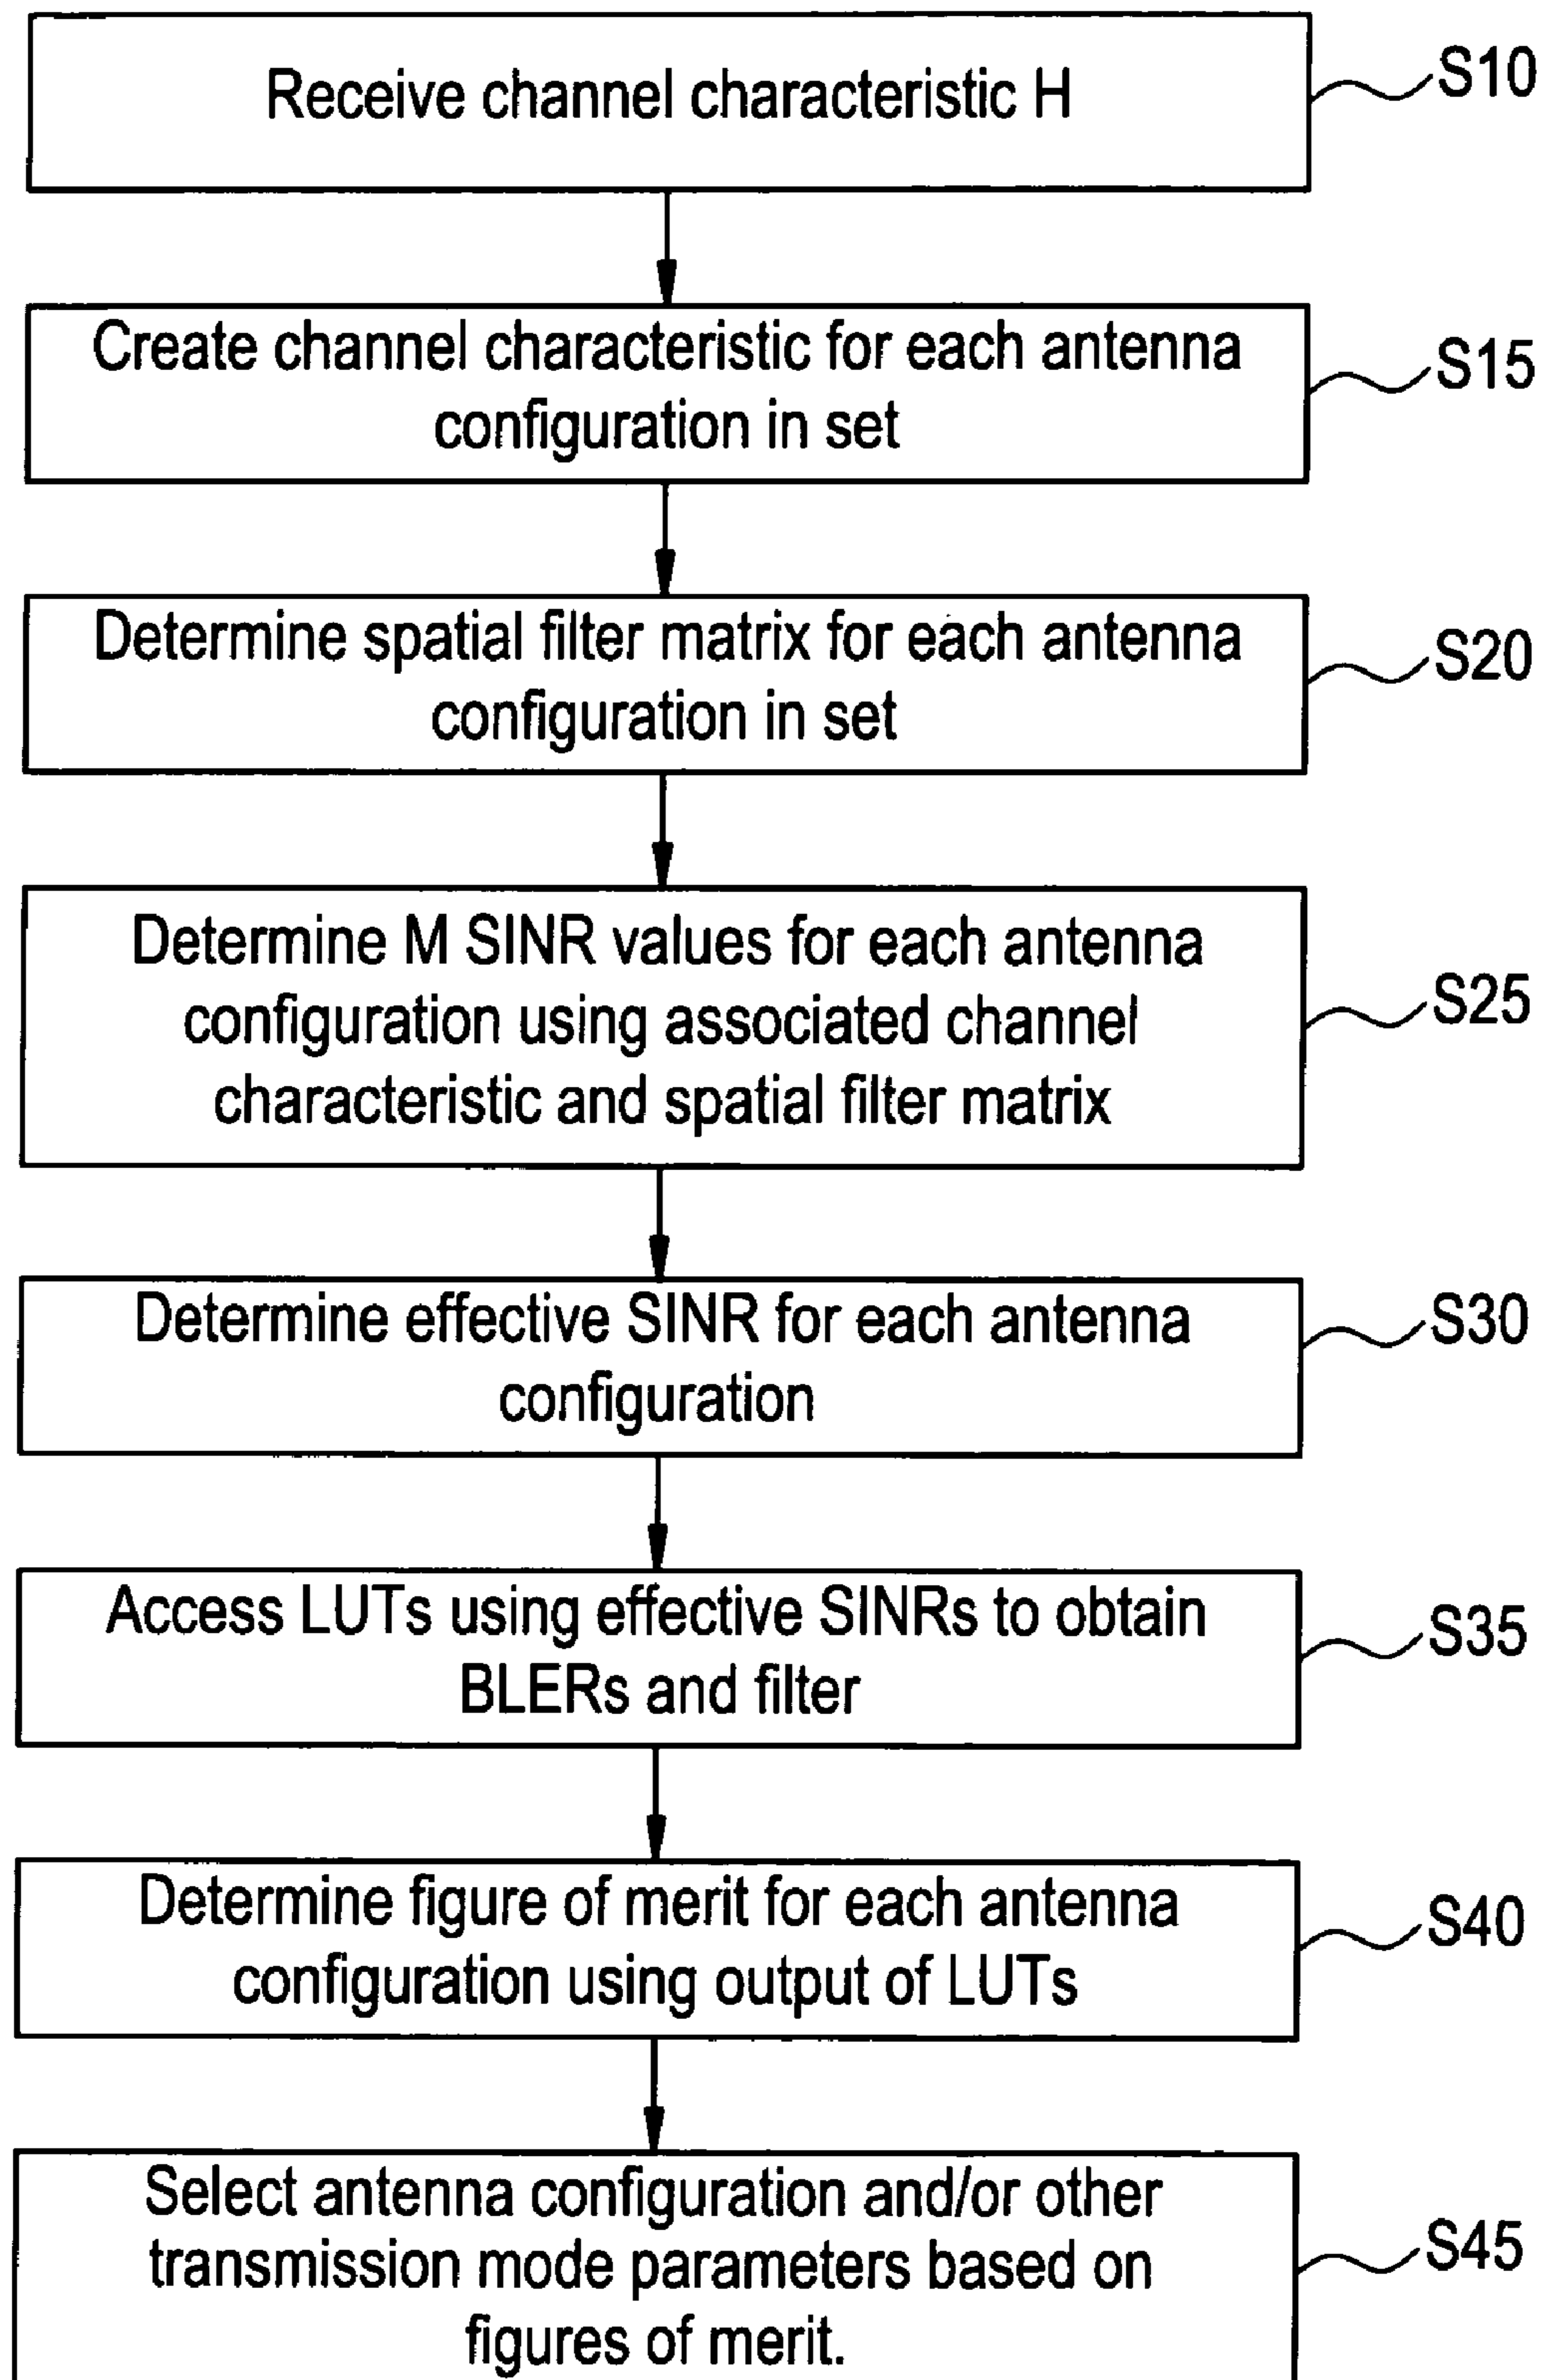 Receive channel characteristic H
S10
Create channel characteristic for each antenna
configuration in set
S15
Determine spatial filter matrix for each antenna
configuration in set
S20
Determine M SINR values for each antenna
configuration using associated channel
characteristic and spatial filter matrix
S25
Determine effective SINR for each antenna
configuration
S30
Access LUTs using effective SINRs to obtain
BLERs and filter
S35
Determine figure of merit for each antenna
configuration using output of LUTs
S40
Select antenna configuration and/or other
transmission mode parameters based on
figures of merit.
S45